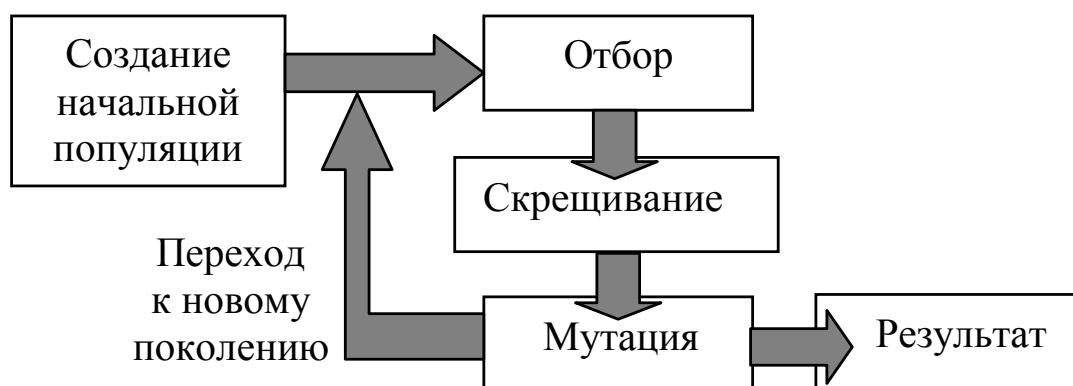 Создание
начальной
популяции
Отбор
Скрещивание
Переход
к новому
поколению
Мутация
Результат